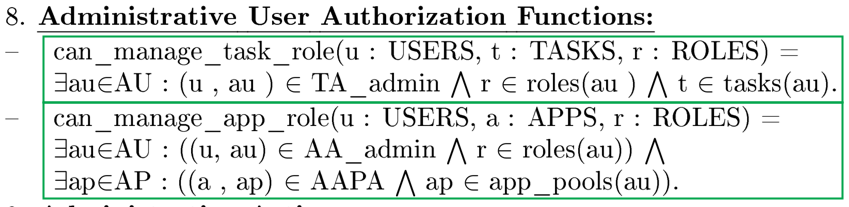 8. Administrative User Authorization Functions:
– can_manage_task_role(u : USERS, t : TASKS, r : ROLES) =
∃au∈AU : (u , au ) ∈ TA_admin ⋀ r ∈ roles(au ) ⋀ t ∈ tasks(au).
– can_manage_app_role(u : USERS, a : APPS, r : ROLES) =
∃au∈AU : ((u, au) ∈ AA_admin ⋀ r ∈ roles(au)) ⋀
∃ap∈AP : ((a , ap) ∈ AAPA ⋀ ap ∈ app_pools(au)).